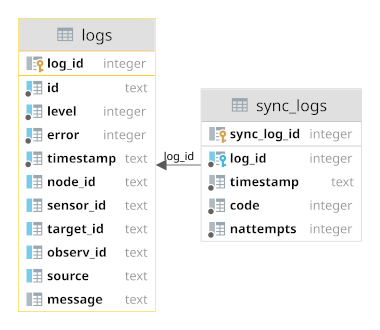 logs
log_id integer
id text
level integer
error integer
timestamp text
node_id text
sensor_id text
target_id text
observ_id text
source text
message text
log_id
sync_logs
sync_log_id integer
log_id integer
timestamp text
code integer
nattempts integer